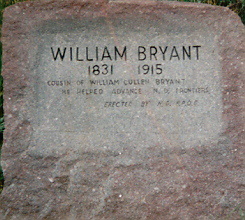 WILLIAM BRYANT
1831 1915
COUSIN OF WILLIAM CULLEN BRYANT
HE HELPED ADVANCE N.D. FRONTIERS
ERECTED BY